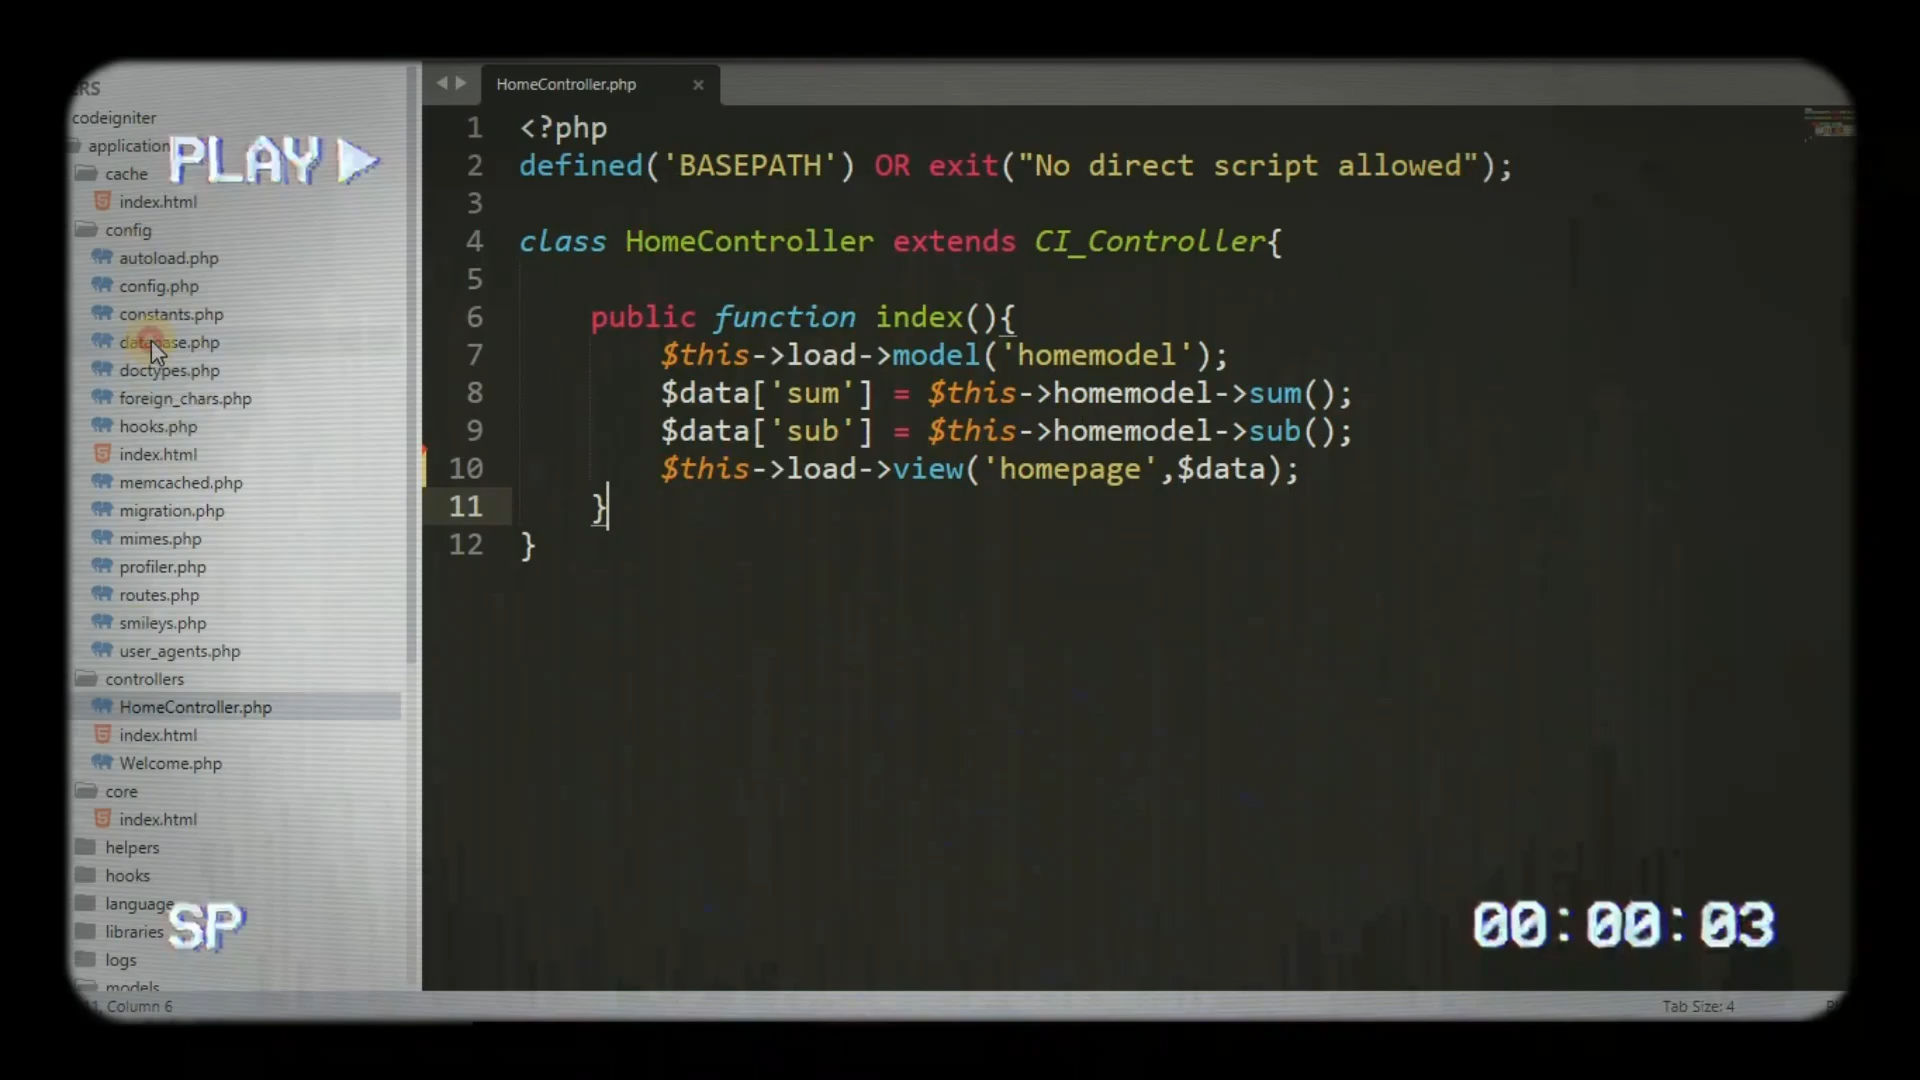 ERS
codeigniter
application
cache
index.html
config
autoload.php
config.php
constants.php
database.php
doctypes.php
foreign_chars.php
hooks.php
index.html
memcached.php
migration.php
mimes.php
profiler.php
routes.php
smileys.php
user_agents.php
controllers
HomeController.php
index.html
Welcome.php
core
index.html
helpers
hooks
language
libraries
logs
models
PLAY
SP
HomeController.php
1 <?php
2 defined('BASEPATH') OR exit("No direct script allowed");
3
4 class HomeController extends CI_Controller{
5
6 public function index(){
7 $this->load->model('homemodel');
8 $data['sum'] = $this->homemodel->sum();
9 $data['sub'] = $this->homemodel->sub();
10 $this->load->view('homepage',$data);
11 }
12 }
00:00:03
Column 6
Tab Size: 4